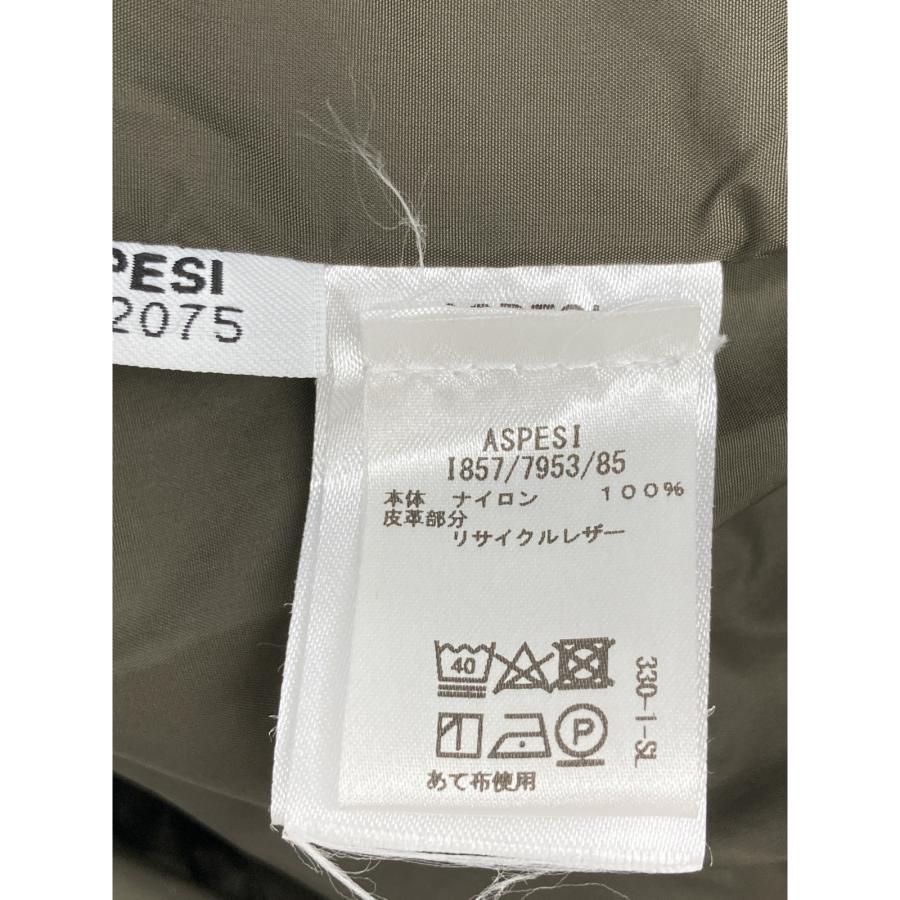 PESI
2075
ASPESI
I857/7953/85
本体 ナイロン 100%
皮革部分
リサイクルレザー
40
P
あて布使用
330-1-SL